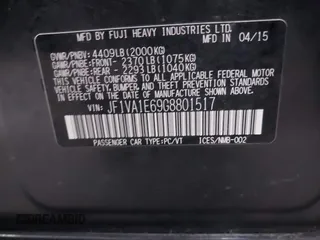 MFD BY FUJI HEAVY INDUSTRIES LTD. 04/15
GVWR/PNBV: 4409LB(2000KG)
GAWR/PNBE:FRONT- 2370LB(1075KG)
GAWR/PNBE:REAR - 2293LB(1040KG)
THIS VEHICLE CONFORMS TO ALL APPLICABLE
FEDERAL MOTOR VEHICLE
SAFETY, BUMPER, AND THEFT PREVENTION
STANDARDS IN EFFECT ON THE DATE OF
MANUFACTURE SHOWN ABOVE.
VIN: JF1VA1E69G8801517
PASSENGER CAR TYPE:PC/VT ICES/NMB-002